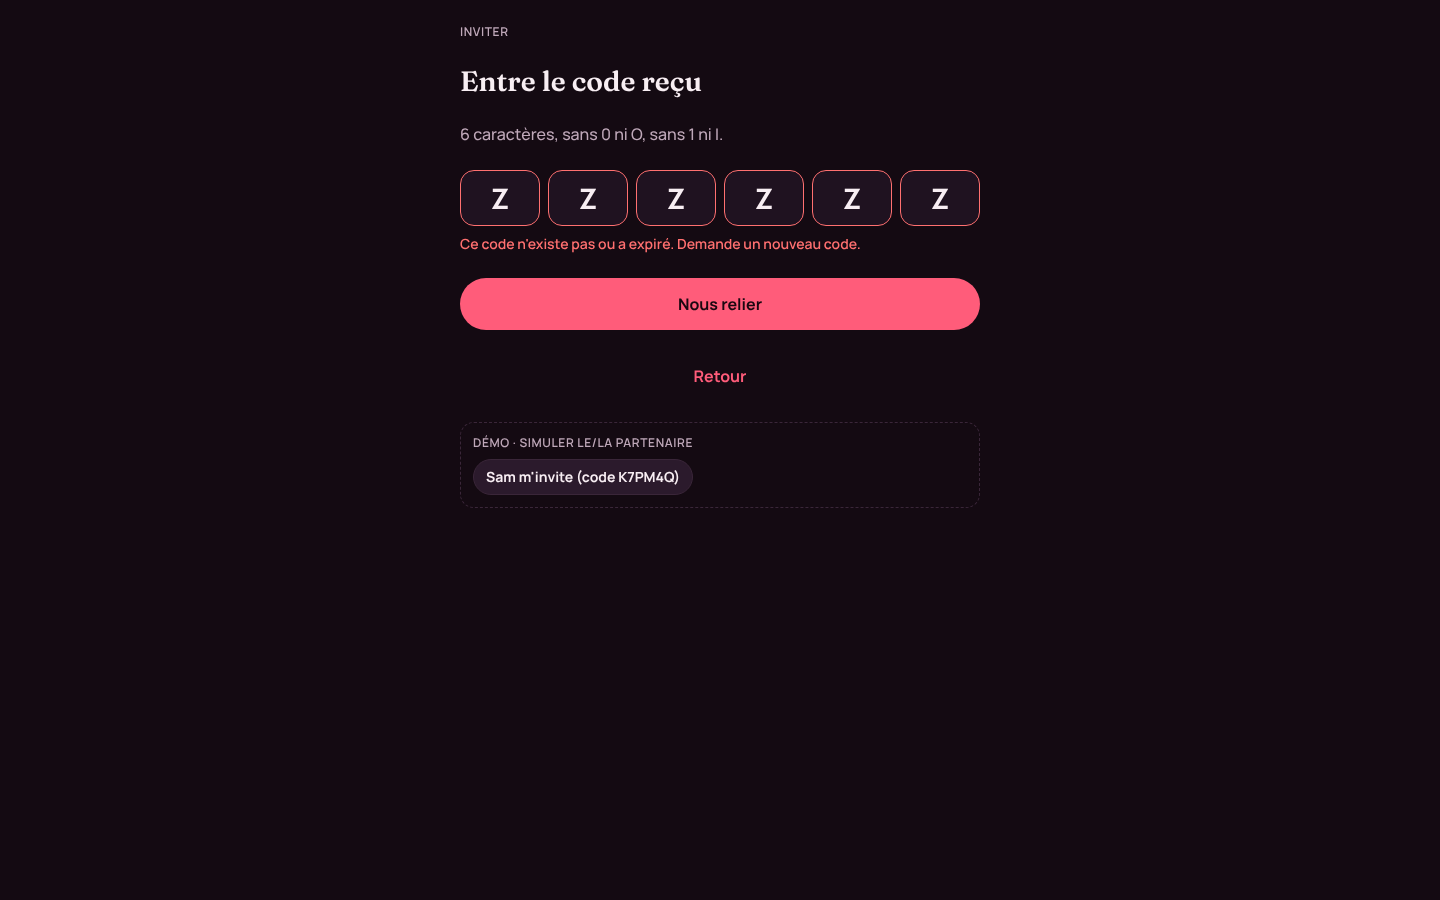 INVITER
Entre le code reçu
6 caractères, sans 0 ni O, sans 1 ni I.
Z Z Z Z Z Z
Ce code n'existe pas ou a expiré. Demande un nouveau code.
Nous relier
Retour
DÉMO · SIMULER LE/LA PARTENAIRE
Sam m'invite (code K7PM4Q)